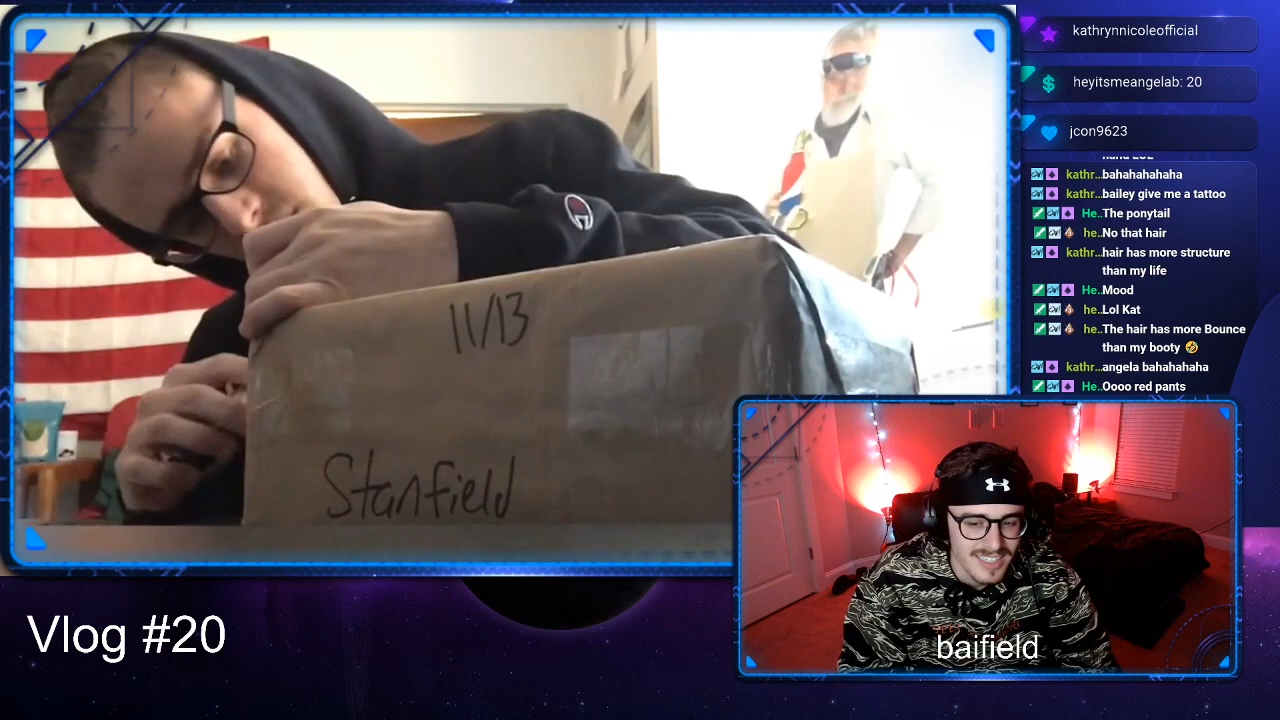 kathrynnicoleofficial
heyitsmeangelab: 20
jcon9623
kathr...bahahahahaha
kathr...bailey give me a tattoo
He..The ponytail
he..No that hair
kathr...hair has more structure
than my life
He..Mood
he..Lol Kat
he..The hair has more Bounce
than my booty 🤣
kathr...angela bahahahaha
He..Oooo red pants
11/13
Stanfield
Vlog #20
baifield